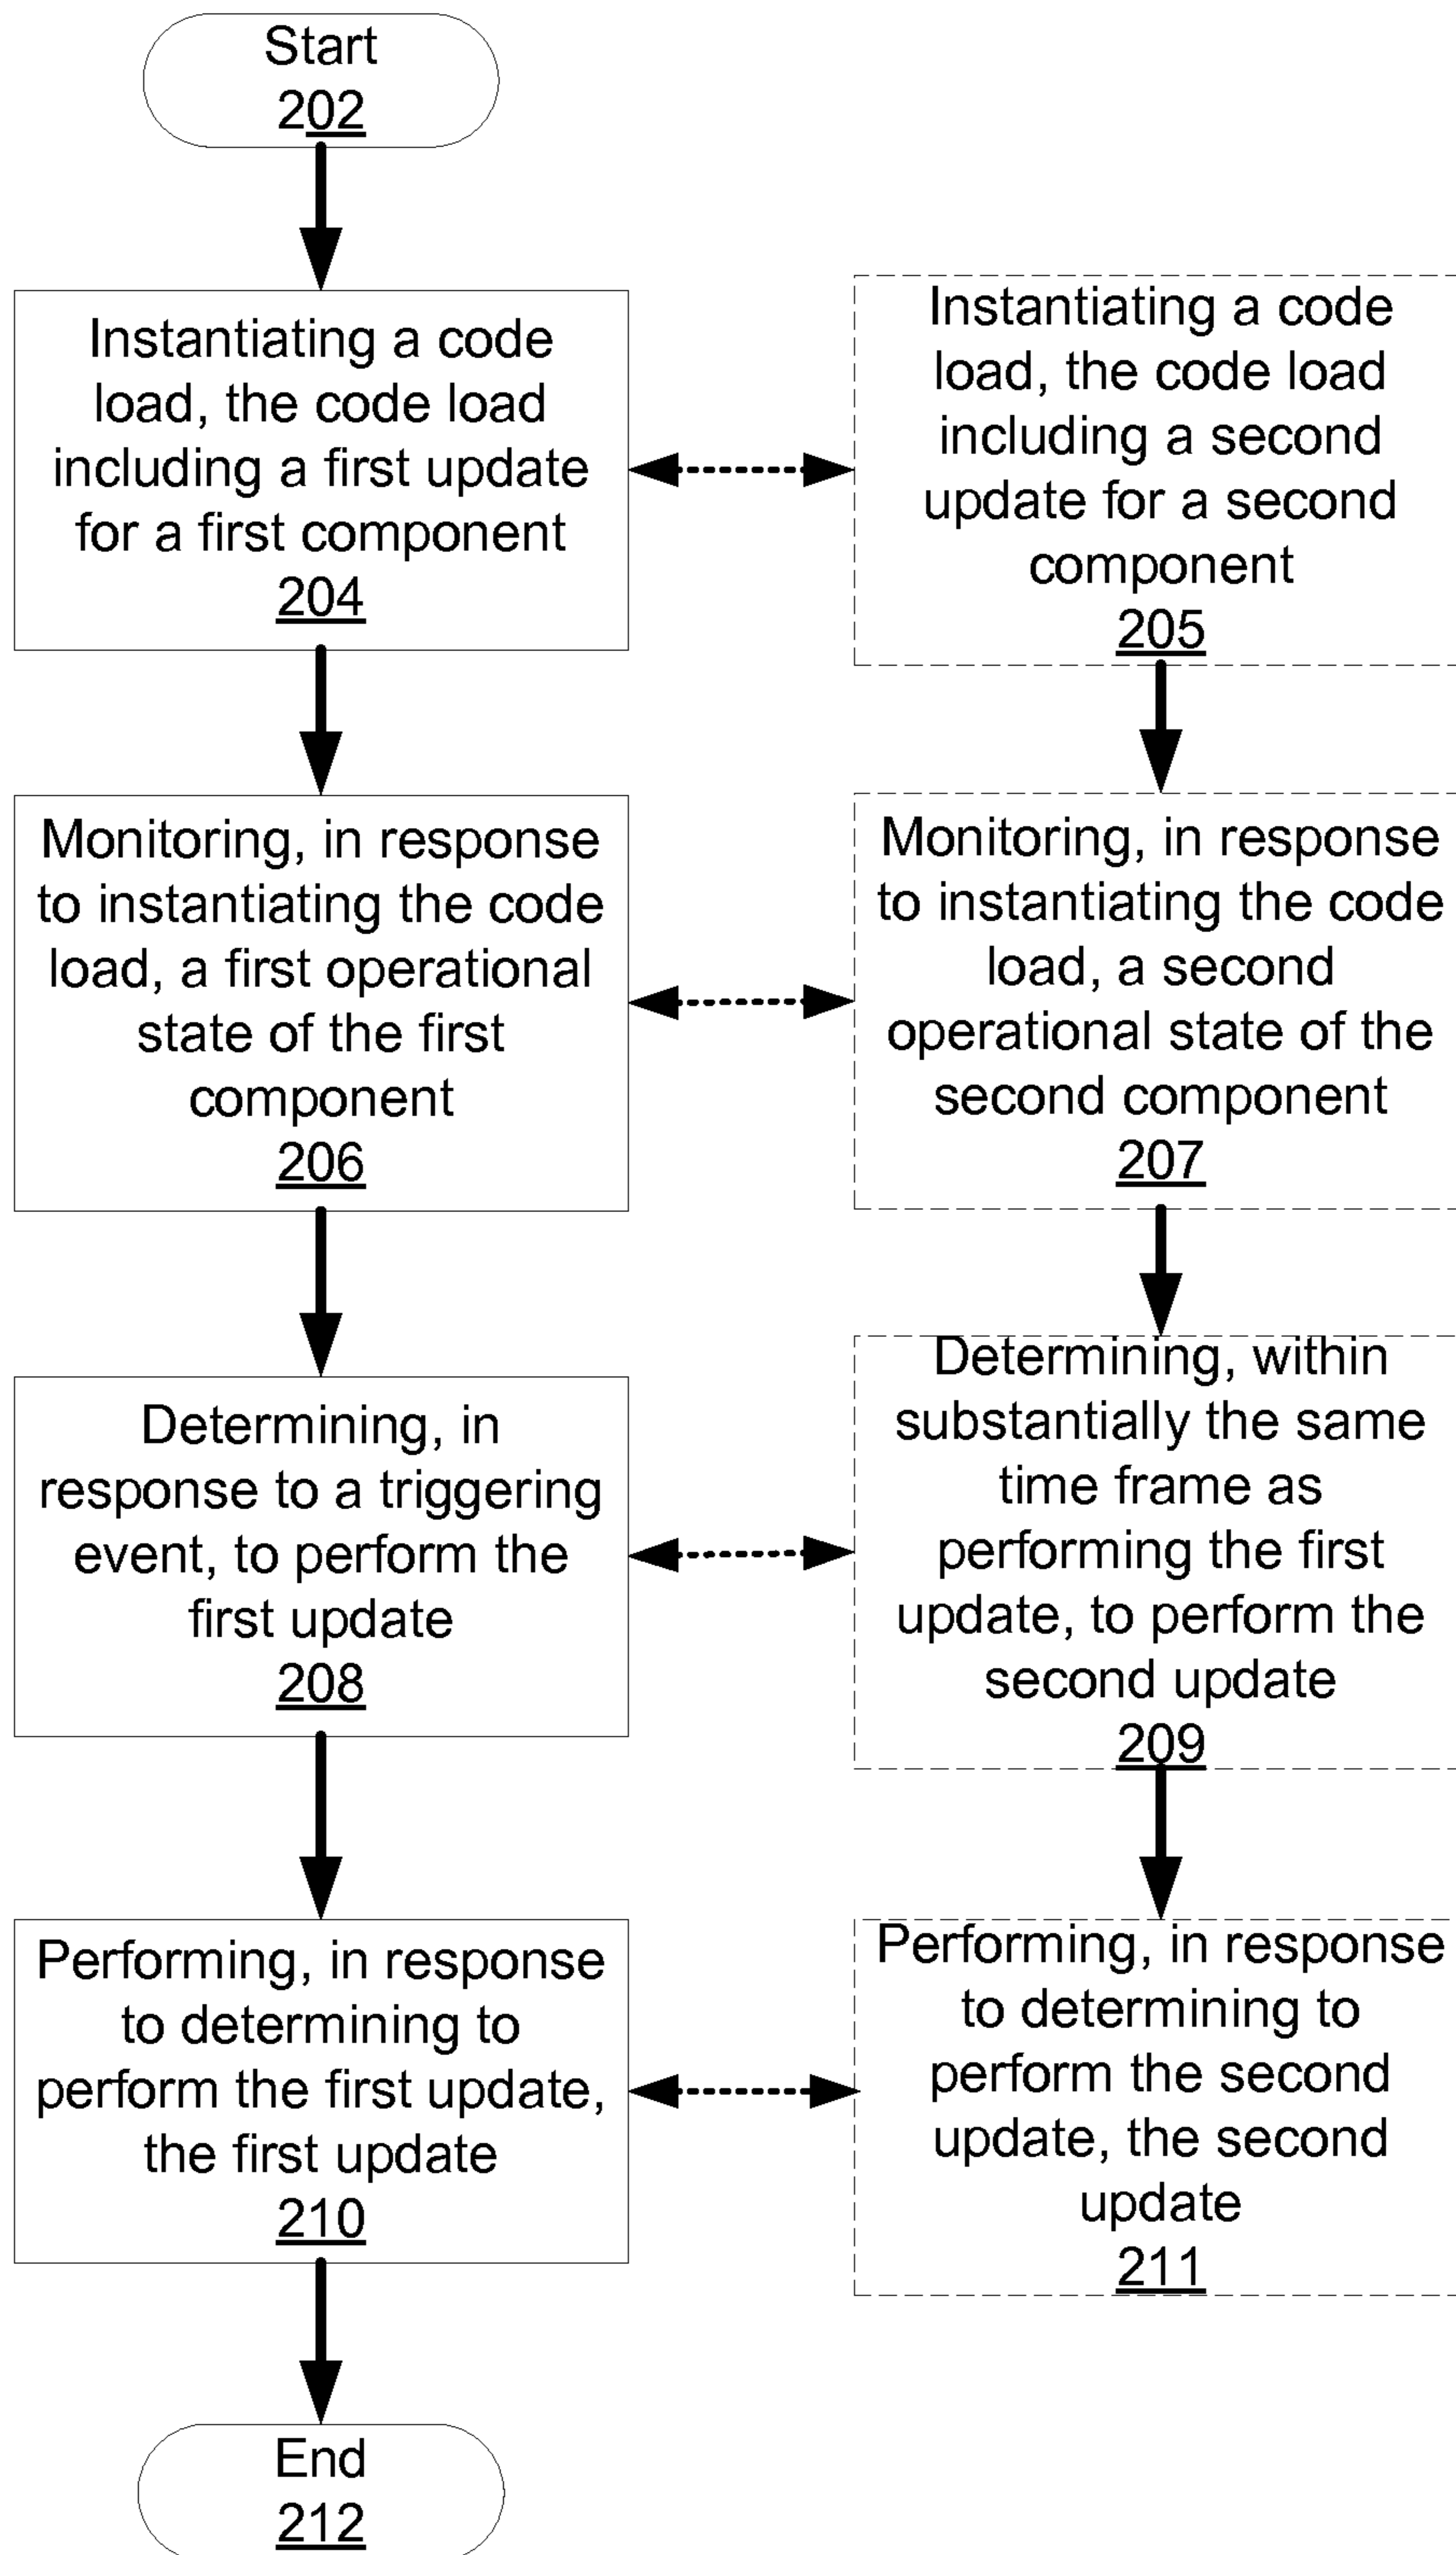 Start
202
Instantiating a code
load, the code load
including a first update
for a first component
204
Instantiating a code
load, the code load
including a second
update for a second
component
205
Monitoring, in response
to instantiating the code
load, a first operational
state of the first
component
206
Monitoring, in response
to instantiating the code
load, a second
operational state of the
second component
207
Determining, in
response to a triggering
event, to perform the
first update
208
Determining, within
substantially the same
time frame as
performing the first
update, to perform the
second update
209
Performing, in response
to determining to
perform the first update,
the first update
210
Performing, in response
to determining to
perform the second
update, the second
update
211
End
212